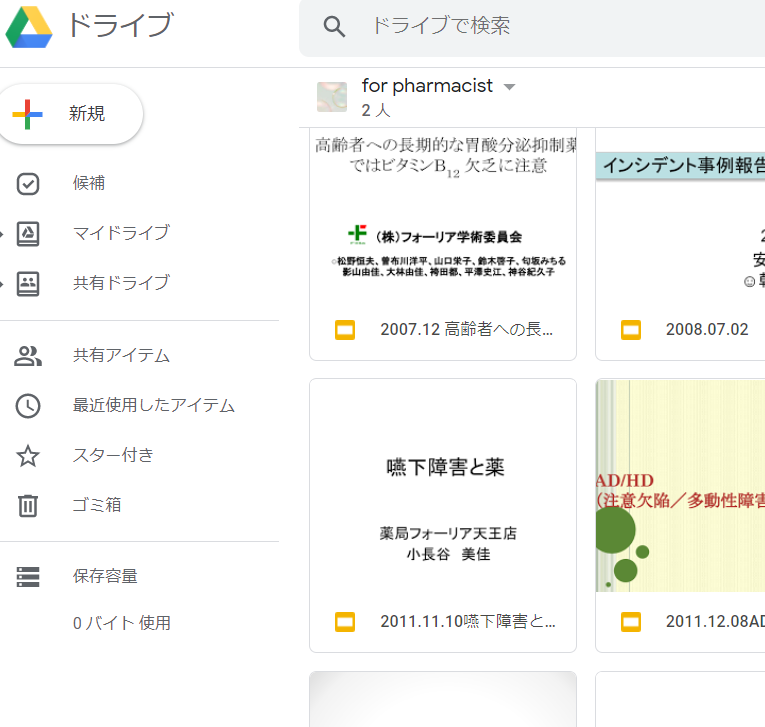 ドライブ
ドライブで検索
新規
候補
マイドライブ
共有ドライブ
共有アイテム
最近使用したアイテム
スター付き
ゴミ箱
保存容量
0 バイト 使用
for pharmacist
2 人
高齢者への長期的な胃酸分泌抑制薬
ではビタミンB12 欠乏に注意
(株)フォーリア学術委員会
○松野恒夫、曽布川洋平、山口栄子、鈴木啓子、匂坂みちる
影山由佳、大林由佳、袴田都、平澤史江、神谷紀久子
2007.12 高齢者への長...
インシデント事例報告
2
安
☺朝
2008.07.02
嚥下障害と薬
薬局フォーリア天王店
小長谷 美佳
2011.11.10嚥下障害と...
AD/HD
(注意欠陥／多動性障害
2011.12.08AD